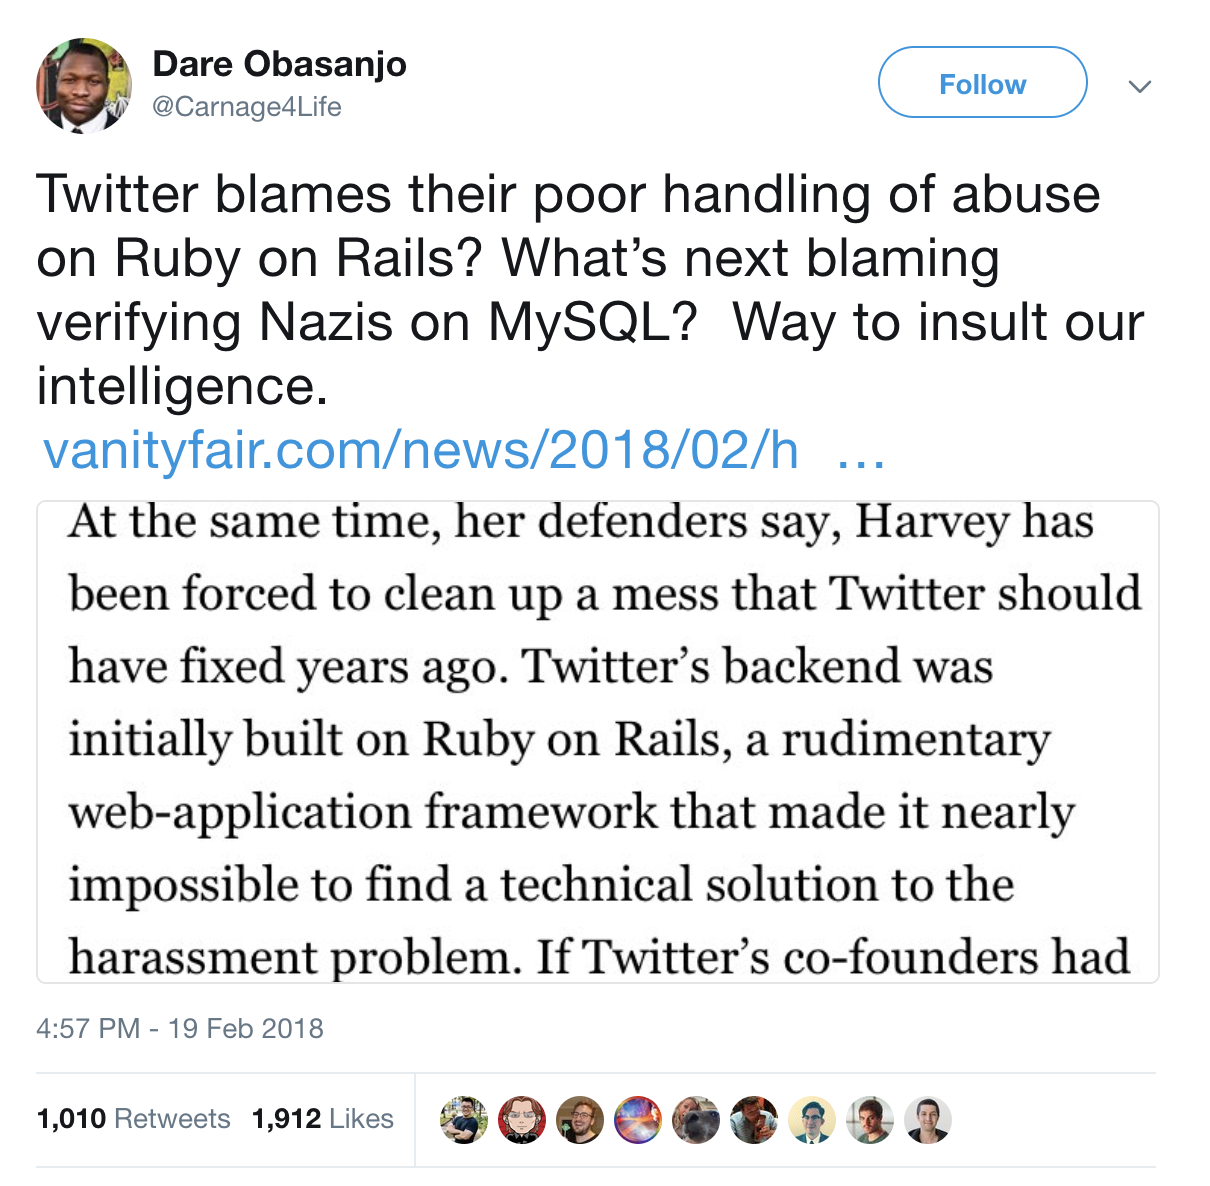 Dare Obasanjo
@Carnage4Life
Follow
Twitter blames their poor handling of abuse
on Ruby on Rails? What’s next blaming
verifying Nazis on MySQL?  Way to insult our
intelligence.
vanityfair.com/news/2018/02/h …
At the same time, her defenders say, Harvey has
been forced to clean up a mess that Twitter should
have fixed years ago. Twitter’s backend was
initially built on Ruby on Rails, a rudimentary
web-application framework that made it nearly
impossible to find a technical solution to the
harassment problem. If Twitter’s co-founders had
4:57 PM - 19 Feb 2018
1,010 Retweets 1,912 Likes